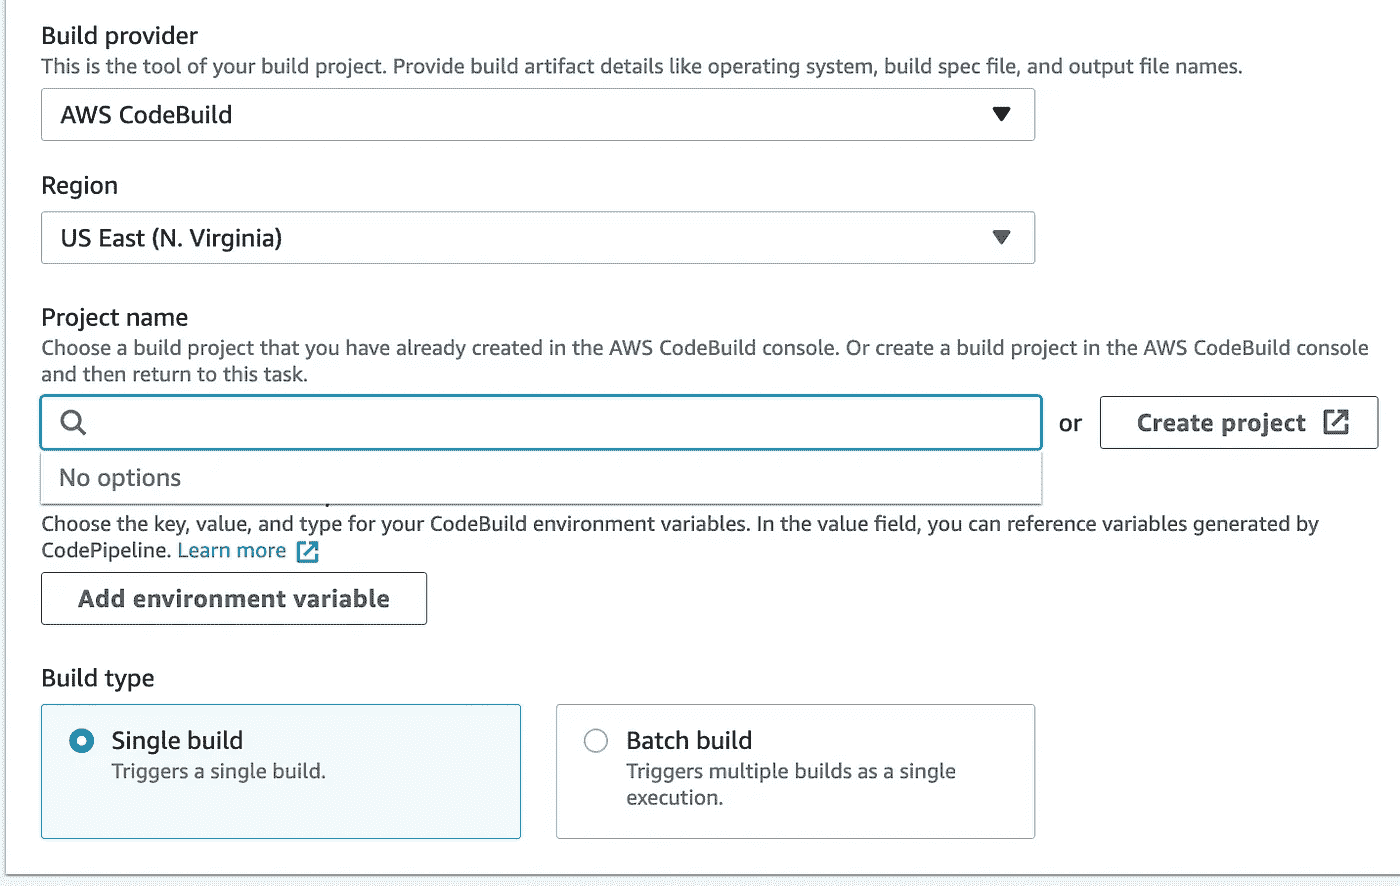 Build provider
This is the tool of your build project. Provide build artifact details like operating system, build spec file, and output file names.
AWS CodeBuild
Region
US East (N. Virginia)
Project name
Choose a build project that you have already created in the AWS CodeBuild console. Or create a build project in the AWS CodeBuild console
and then return to this task.
or
Create project
No options
Choose the key, value, and type for your CodeBuild environment variables. In the value field, you can reference variables generated by
CodePipeline. Learn more
Add environment variable
Build type
Single build
Triggers a single build.
Batch build
Triggers multiple builds as a single
execution.